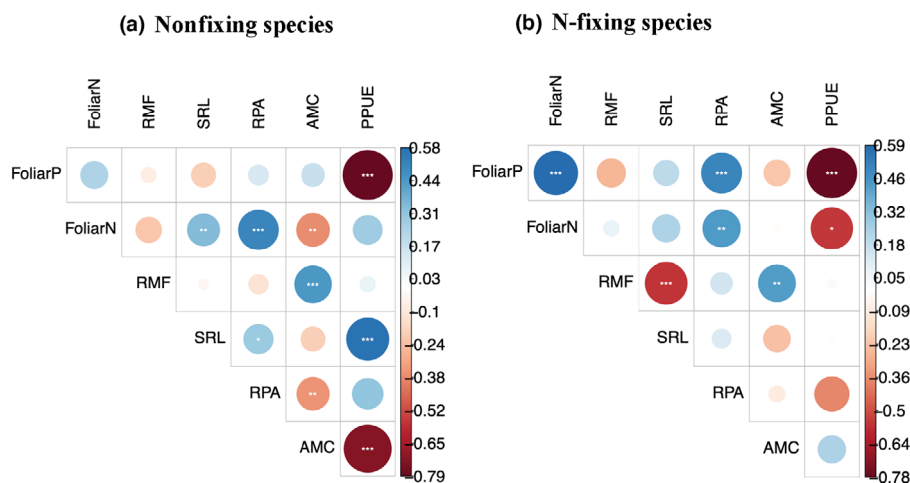 (a) Nonfixing species
FoliarN RMF SRL RPA AMC PPUE
FoliarP ***
FoliarN ** *** **
RMF ***
SRL * ***
RPA **
AMC ***
0.58
0.44
0.31
0.17
0.03
−0.1
−0.24
−0.38
−0.52
−0.65
−0.79
(b) N-fixing species
FoliarN RMF SRL RPA AMC PPUE
FoliarP *** *** ***
FoliarN ** *
RMF *** **
SRL
RPA
AMC
0.59
0.46
0.32
0.18
0.05
−0.09
−0.23
−0.36
−0.5
−0.64
−0.78